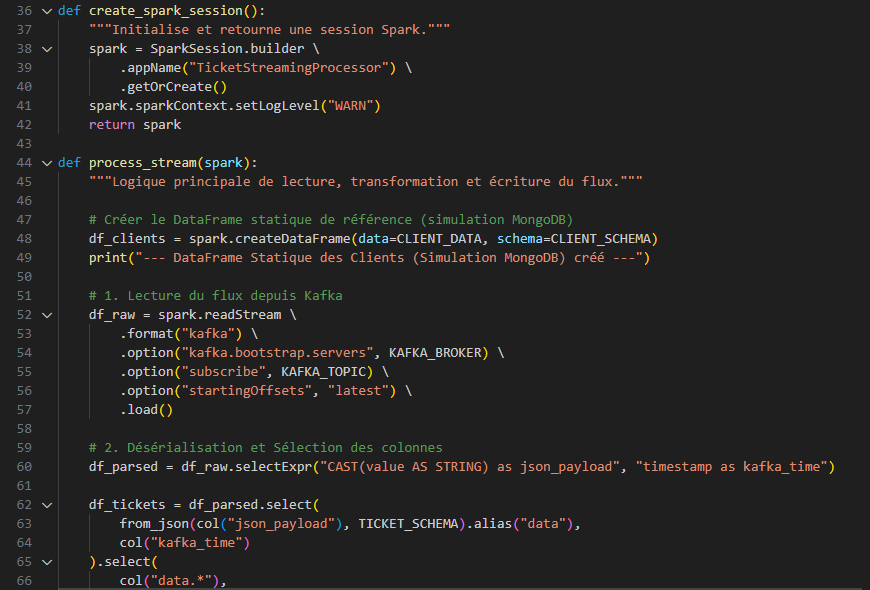 36 def create_spark_session():
37     """Initialise et retourne une session Spark."""
38     spark = SparkSession.builder \
39         .appName("TicketStreamingProcessor") \
40         .getOrCreate()
41     spark.sparkContext.setLogLevel("WARN")
42     return spark
43
44 def process_stream(spark):
45     """Logique principale de lecture, transformation et écriture du flux."""
46
47     # Créer le DataFrame statique de référence (simulation MongoDB)
48     df_clients = spark.createDataFrame(data=CLIENT_DATA, schema=CLIENT_SCHEMA)
49     print("--- DataFrame Statique des Clients (Simulation MongoDB) créé ---")
50
51     # 1. Lecture du flux depuis Kafka
52     df_raw = spark.readStream \
53         .format("kafka") \
54         .option("kafka.bootstrap.servers", KAFKA_BROKER) \
55         .option("subscribe", KAFKA_TOPIC) \
56         .option("startingOffsets", "latest") \
57         .load()
58
59     # 2. Désérialisation et Sélection des colonnes
60     df_parsed = df_raw.selectExpr("CAST(value AS STRING) as json_payload", "timestamp as kafka_time")
61
62     df_tickets = df_parsed.select(
63         from_json(col("json_payload"), TICKET_SCHEMA).alias("data"),
64         col("kafka_time")
65     ).select(
66         col("data.*"),